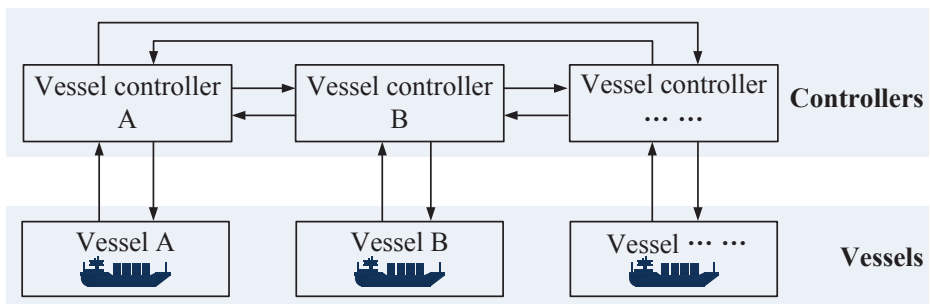 Vessel controller
A
Vessel controller
B
Vessel controller
... ...
Controllers
Vessel A
Vessel B
Vessel ... ...
Vessels